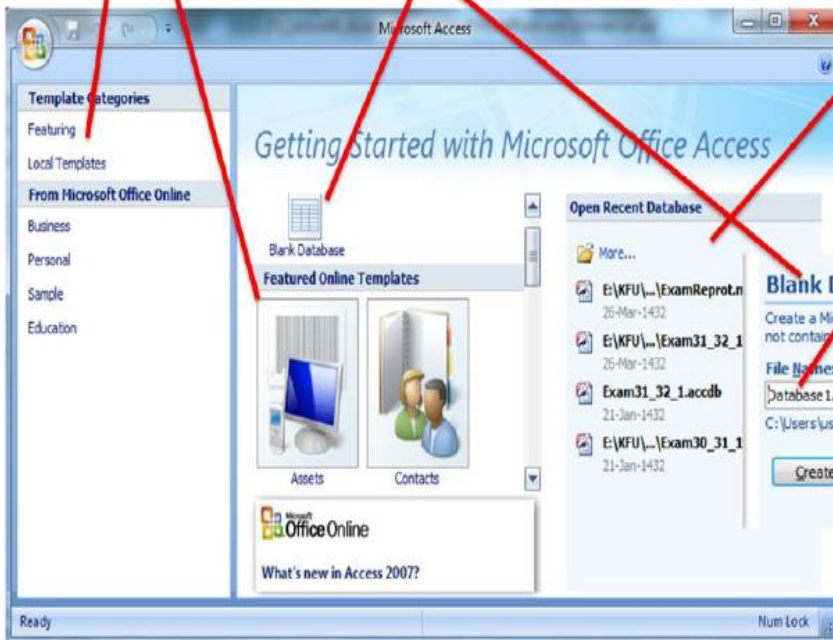 Microsoft Access
Template Categories
Featuring
Local Templates
From Microsoft Office Online
Business
Personal
Sample
Education
Getting Started with Microsoft Office Access
Blank Database
Featured Online Templates
Assets
Contacts
Microsoft
Office Online
What's new in Access 2007?
Open Recent Database
More...
E:\KFU\...\ExamReprot.n
26-Mar-1432
E:\KFU\...\Exam31_32_1
26-Mar-1432
Exam31_32_1.accdb
21-Jan-1432
E:\KFU\...\Exam30_31_1
21-Jan-1432
Blank
Create a Mi
not contain
File Name:
Database1.
C:\Users\us
Create
Ready
Num Lock